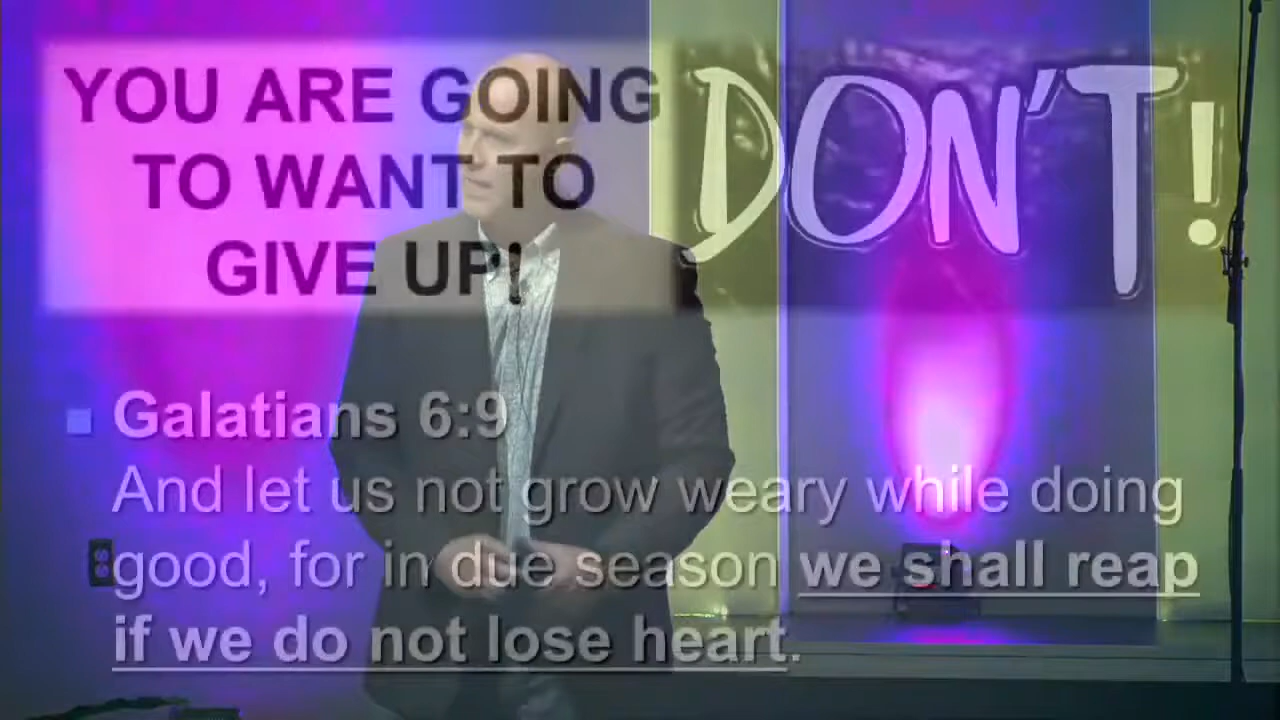 YOU ARE GOING
TO WANT TO
GIVE UP!
DON'T!
Galatians 6:9
And let us not grow weary while doing
good, for in due season we shall reap
if we do not lose heart.